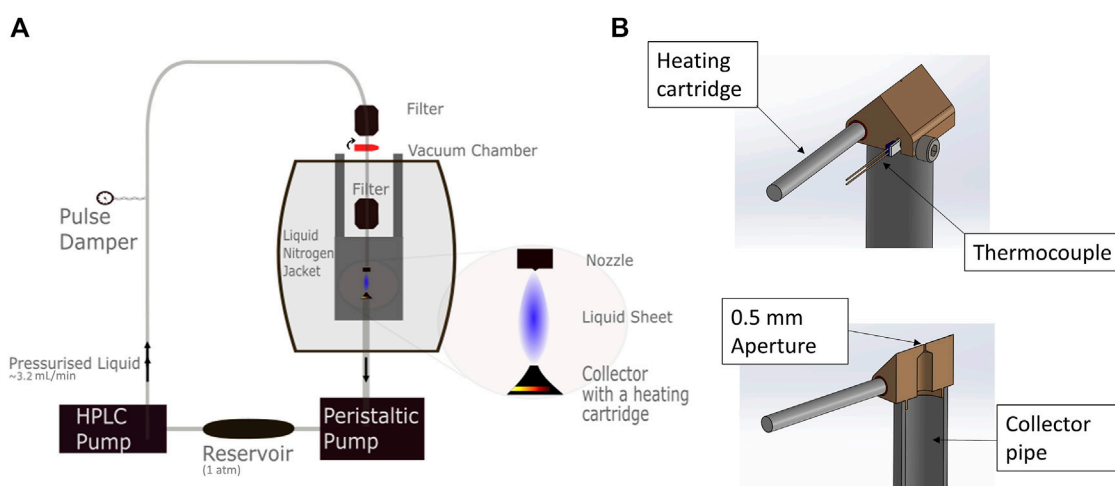 A
Filter
Vacuum Chamber
Filter
Pulse
Damper
Liquid
Nitrogen
Jacket
Nozzle
Liquid Sheet
Collector
with a heating
cartridge
Pressurised Liquid
~3.2 mL/min
HPLC
Pump
Reservoir
(1 atm)
Peristaltic
Pump
B
Heating
cartridge
Thermocouple
0.5 mm
Aperture
Collector
pipe